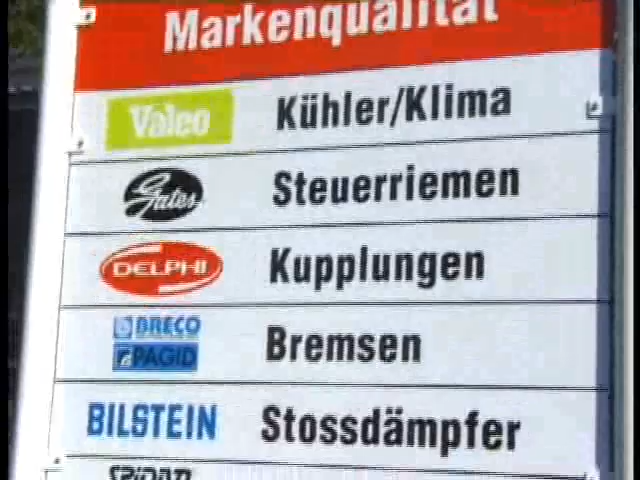 Markenqualität
Valeo Kühler/Klima
Gates Steuerriemen
DELPHI Kupplungen
BRECO
PAGID Bremsen
BILSTEIN Stossdämpfer